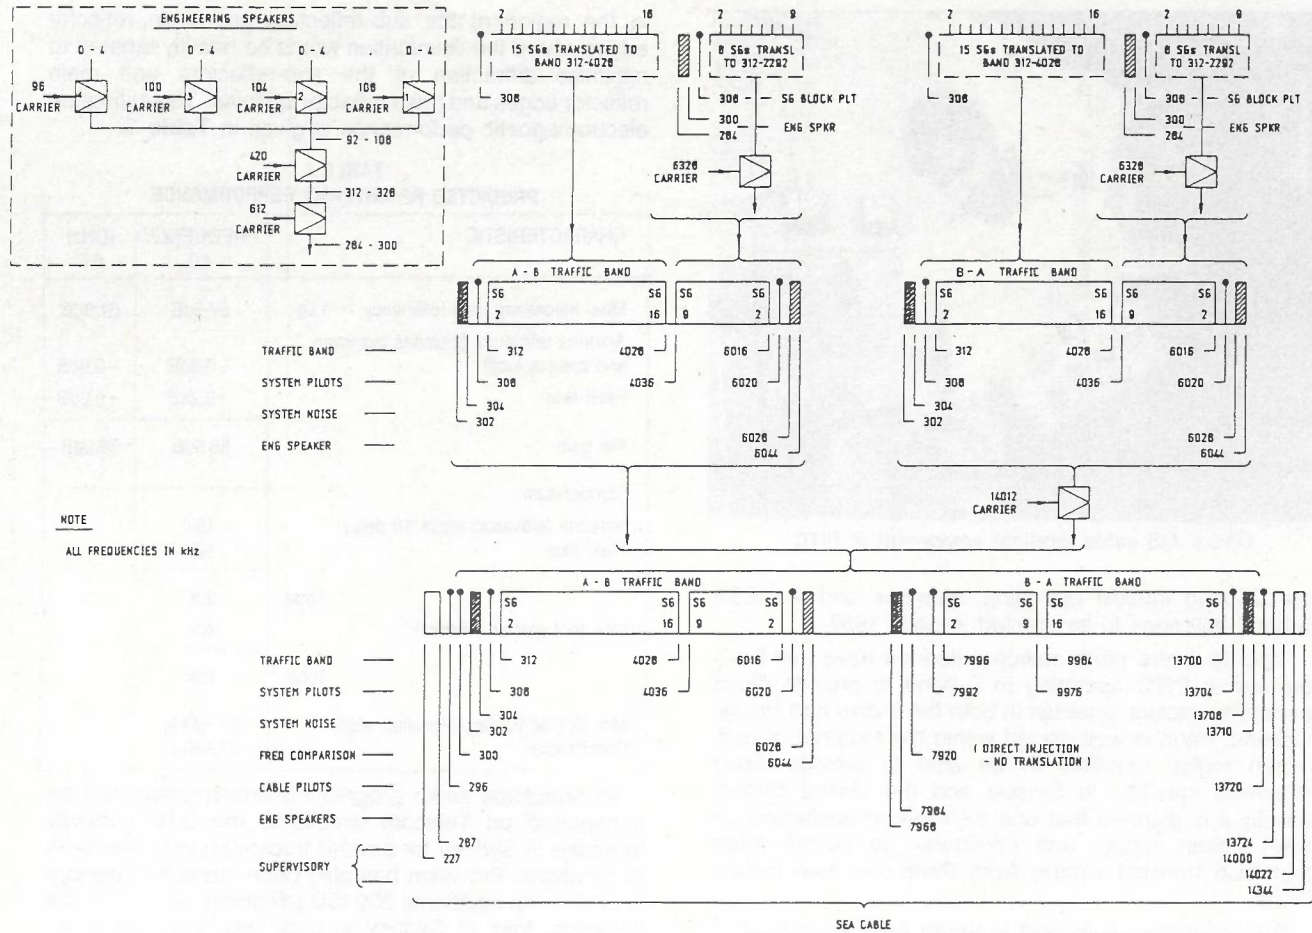 ENGINEERING SPEAKERS
0 - 4
0 - 4
0 - 4
0 - 4
96
CARRIER
100
CARRIER
104
CARRIER
108
CARRIER
92 - 108
420
CARRIER
312 - 328
612
CARRIER
284 - 300
2
16
15 SGs TRANSLATED TO
BAND 312-4028
308
2
9
8 SGs TRANSL
TO 312-2292
308
SG BLOCK PLT
300
284
ENG SPKR
6328
CARRIER
2
16
15 SGs TRANSLATED TO
BAND 312-4028
308
2
9
8 SGs TRANSL
TO 312-2292
308
SG BLOCK PLT
300
284
ENG SPKR
6328
CARRIER
A - B TRAFFIC BAND
SG
2
SG
16
SG
9
SG
2
B - A TRAFFIC BAND
SG
2
SG
16
SG
9
SG
2
TRAFFIC BAND
312
4028
6016
312
4028
6016
SYSTEM PILOTS
308
4036
6020
308
4036
6020
SYSTEM NOISE
304
302
304
302
ENG SPEAKER
6028
6044
6028
6044
14012
CARRIER
NOTE
ALL FREQUENCIES IN kHz
A - B TRAFFIC BAND
SG
2
SG
16
SG
9
SG
2
B - A TRAFFIC BAND
SG
2
SG
9
SG
16
SG
2
TRAFFIC BAND
312
4028
6016
7996
9984
13700
SYSTEM PILOTS
308
4036
6020
7992
9976
13704
SYSTEM NOISE
304
302
13708
13710
FREQ COMPARISON
300
6028
6044
7920
( DIRECT INJECTION
- NO TRANSLATION )
CABLE PILOTS
296
13720
ENG SPEAKERS
7984
7968
SUPERVISORY
287
227
13724
14000
14022
14344
SEA CABLE